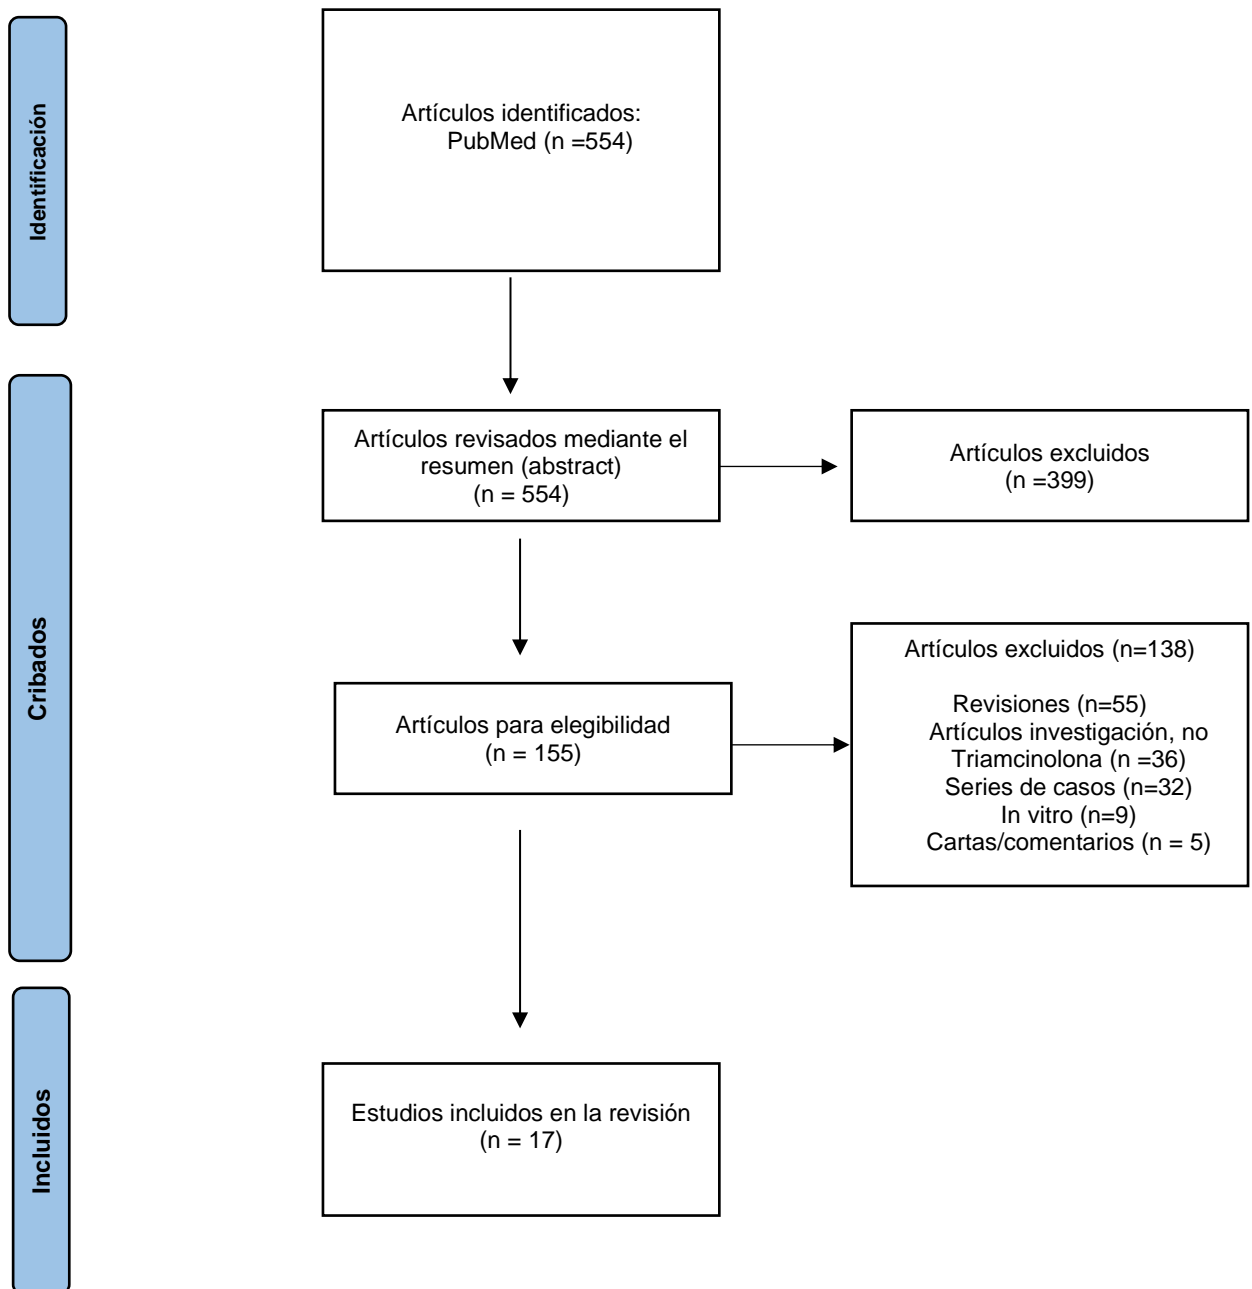 Identificación
Artículos identificados:
PubMed (n =554)
Cribados
Artículos revisados mediante el
resumen (abstract)
(n = 554)
Artículos excluidos
(n =399)
Artículos para elegibilidad
(n = 155)
Artículos excluidos (n=138)
Revisiones (n=55)
Artículos investigación, no
Triamcinolona (n =36)
Series de casos (n=32)
In vitro (n=9)
Cartas/comentarios (n = 5)
Incluidos
Estudios incluidos en la revisión
(n = 17)